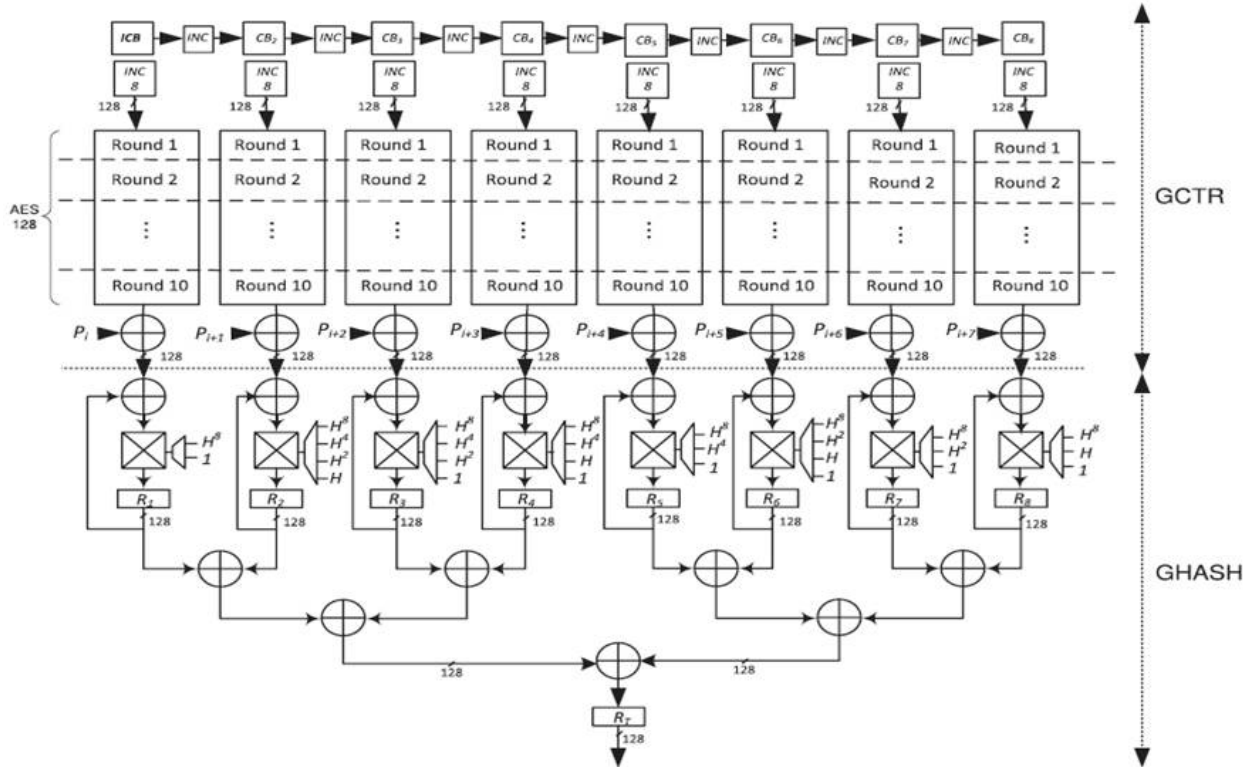 ICB INC CB2 INC CB3 INC CB4 INC CB5 INC CB6 INC CB7 INC CB8
INC 8 INC 8 INC 8 INC 8 INC 8 INC 8 INC 8 INC 8
128 128 128 128 128 128 128 128
Round 1 Round 1 Round 1 Round 1 Round 1 Round 1 Round 1 Round 1
Round 2 Round 2 Round 2 Round 2 Round 2 Round 2 Round 2 Round 2
AES
128
GCTR
⋮ ⋮ ⋮ ⋮ ⋮ ⋮ ⋮ ⋮
Round 10 Round 10 Round 10 Round 10 Round 10 Round 10 Round 10 Round 10
Pi Pi+1 Pi+2 Pi+3 Pi+4 Pi+5 Pi+6 Pi+7
128 128 128 128 128 128 128 128
H8 1
H8 H4 H2 H
H8 H4 H2 1
H8 H4 H 1
H8 H4 1
H8 H2 H 1
H8 H2 1
H8 H 1
R1 R2 R3 R4 R5 R6 R7 R8
128 128 128 128 128 128 128 128
GHASH
128 128
RT
128